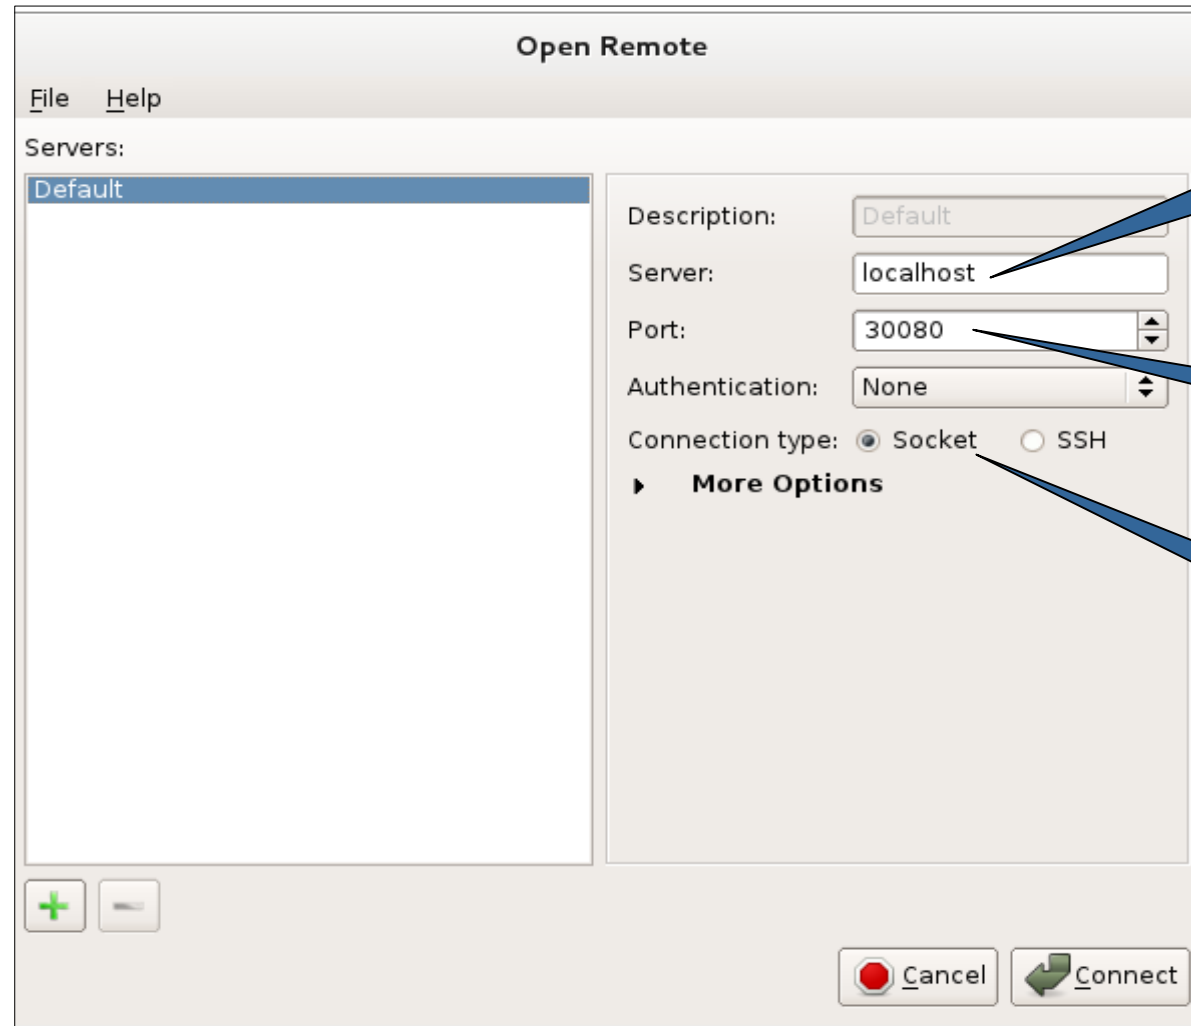 Open Remote
File Help
Servers:
Default
Description: Default
Server: localhost
Port: 30080
Authentication: None
Connection type: Socket SSH
More Options
Cancel Connect